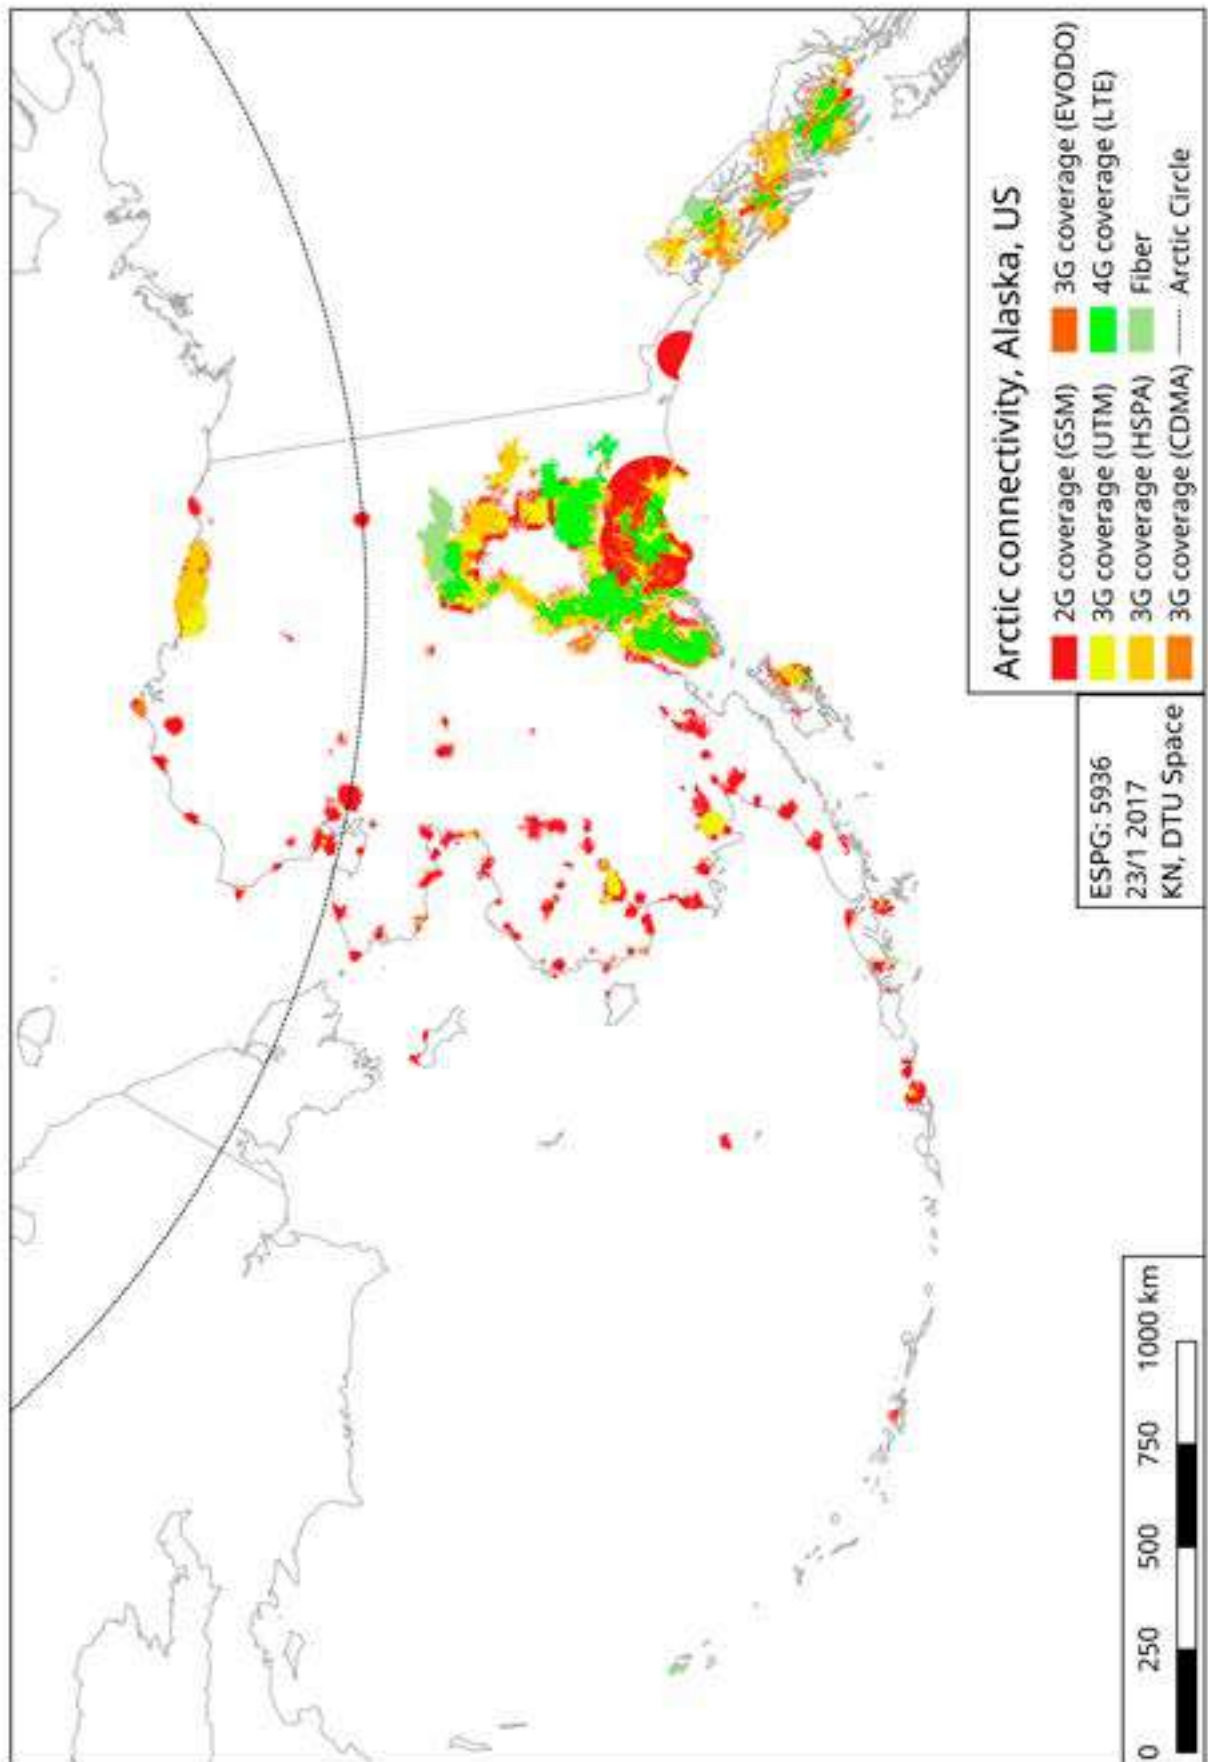 Arctic connectivity, Alaska, US
2G coverage (GSM)
3G coverage (UTM)
3G coverage (HSPA)
3G coverage (CDMA)
3G coverage (EVODO)
4G coverage (LTE)
Fiber
Arctic Circle
ESPG: 5936
23/1 2017
KN, DTU Space
0 250 500 750 1000 km